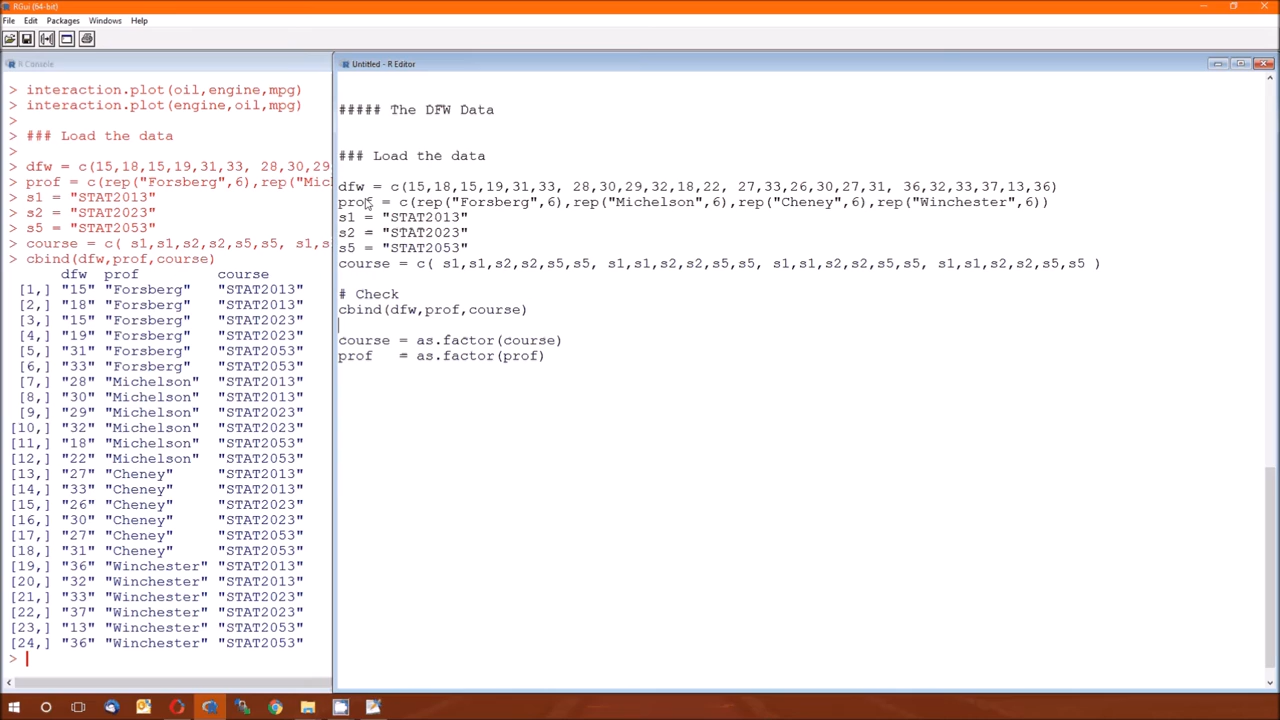 RGui (64-bit)
File Edit Packages Windows Help
R Console
> interaction.plot(oil,engine,mpg)
> interaction.plot(engine,oil,mpg)
>
> ### Load the data
>
> dfw = c(15,18,15,19,31,33, 28,30,29
> prof = c(rep("Forsberg",6),rep("Mic
> s1 = "STAT2013"
> s2 = "STAT2023"
> s5 = "STAT2053"
> course = c( s1,s1,s2,s2,s5,s5, s1,s
> cbind(dfw,prof,course)
dfw prof course
[1,] "15" "Forsberg" "STAT2013"
[2,] "18" "Forsberg" "STAT2013"
[3,] "15" "Forsberg" "STAT2023"
[4,] "19" "Forsberg" "STAT2023"
[5,] "31" "Forsberg" "STAT2053"
[6,] "33" "Forsberg" "STAT2053"
[7,] "28" "Michelson" "STAT2013"
[8,] "30" "Michelson" "STAT2013"
[9,] "29" "Michelson" "STAT2023"
[10,] "32" "Michelson" "STAT2023"
[11,] "18" "Michelson" "STAT2053"
[12,] "22" "Michelson" "STAT2053"
[13,] "27" "Cheney" "STAT2013"
[14,] "33" "Cheney" "STAT2013"
[15,] "26" "Cheney" "STAT2023"
[16,] "30" "Cheney" "STAT2023"
[17,] "27" "Cheney" "STAT2053"
[18,] "31" "Cheney" "STAT2053"
[19,] "36" "Winchester" "STAT2013"
[20,] "32" "Winchester" "STAT2013"
[21,] "33" "Winchester" "STAT2023"
[22,] "37" "Winchester" "STAT2023"
[23,] "13" "Winchester" "STAT2053"
[24,] "36" "Winchester" "STAT2053"
>
Untitled - R Editor
##### The DFW Data
### Load the data
dfw = c(15,18,15,19,31,33, 28,30,29,32,18,22, 27,33,26,30,27,31, 36,32,33,37,13,36)
prof = c(rep("Forsberg",6),rep("Michelson",6),rep("Cheney",6),rep("Winchester",6))
s1 = "STAT2013"
s2 = "STAT2023"
s5 = "STAT2053"
course = c( s1,s1,s2,s2,s5,s5, s1,s1,s2,s2,s5,s5, s1,s1,s2,s2,s5,s5, s1,s1,s2,s2,s5,s5 )
# Check
cbind(dfw,prof,course)
course = as.factor(course)
prof = as.factor(prof)